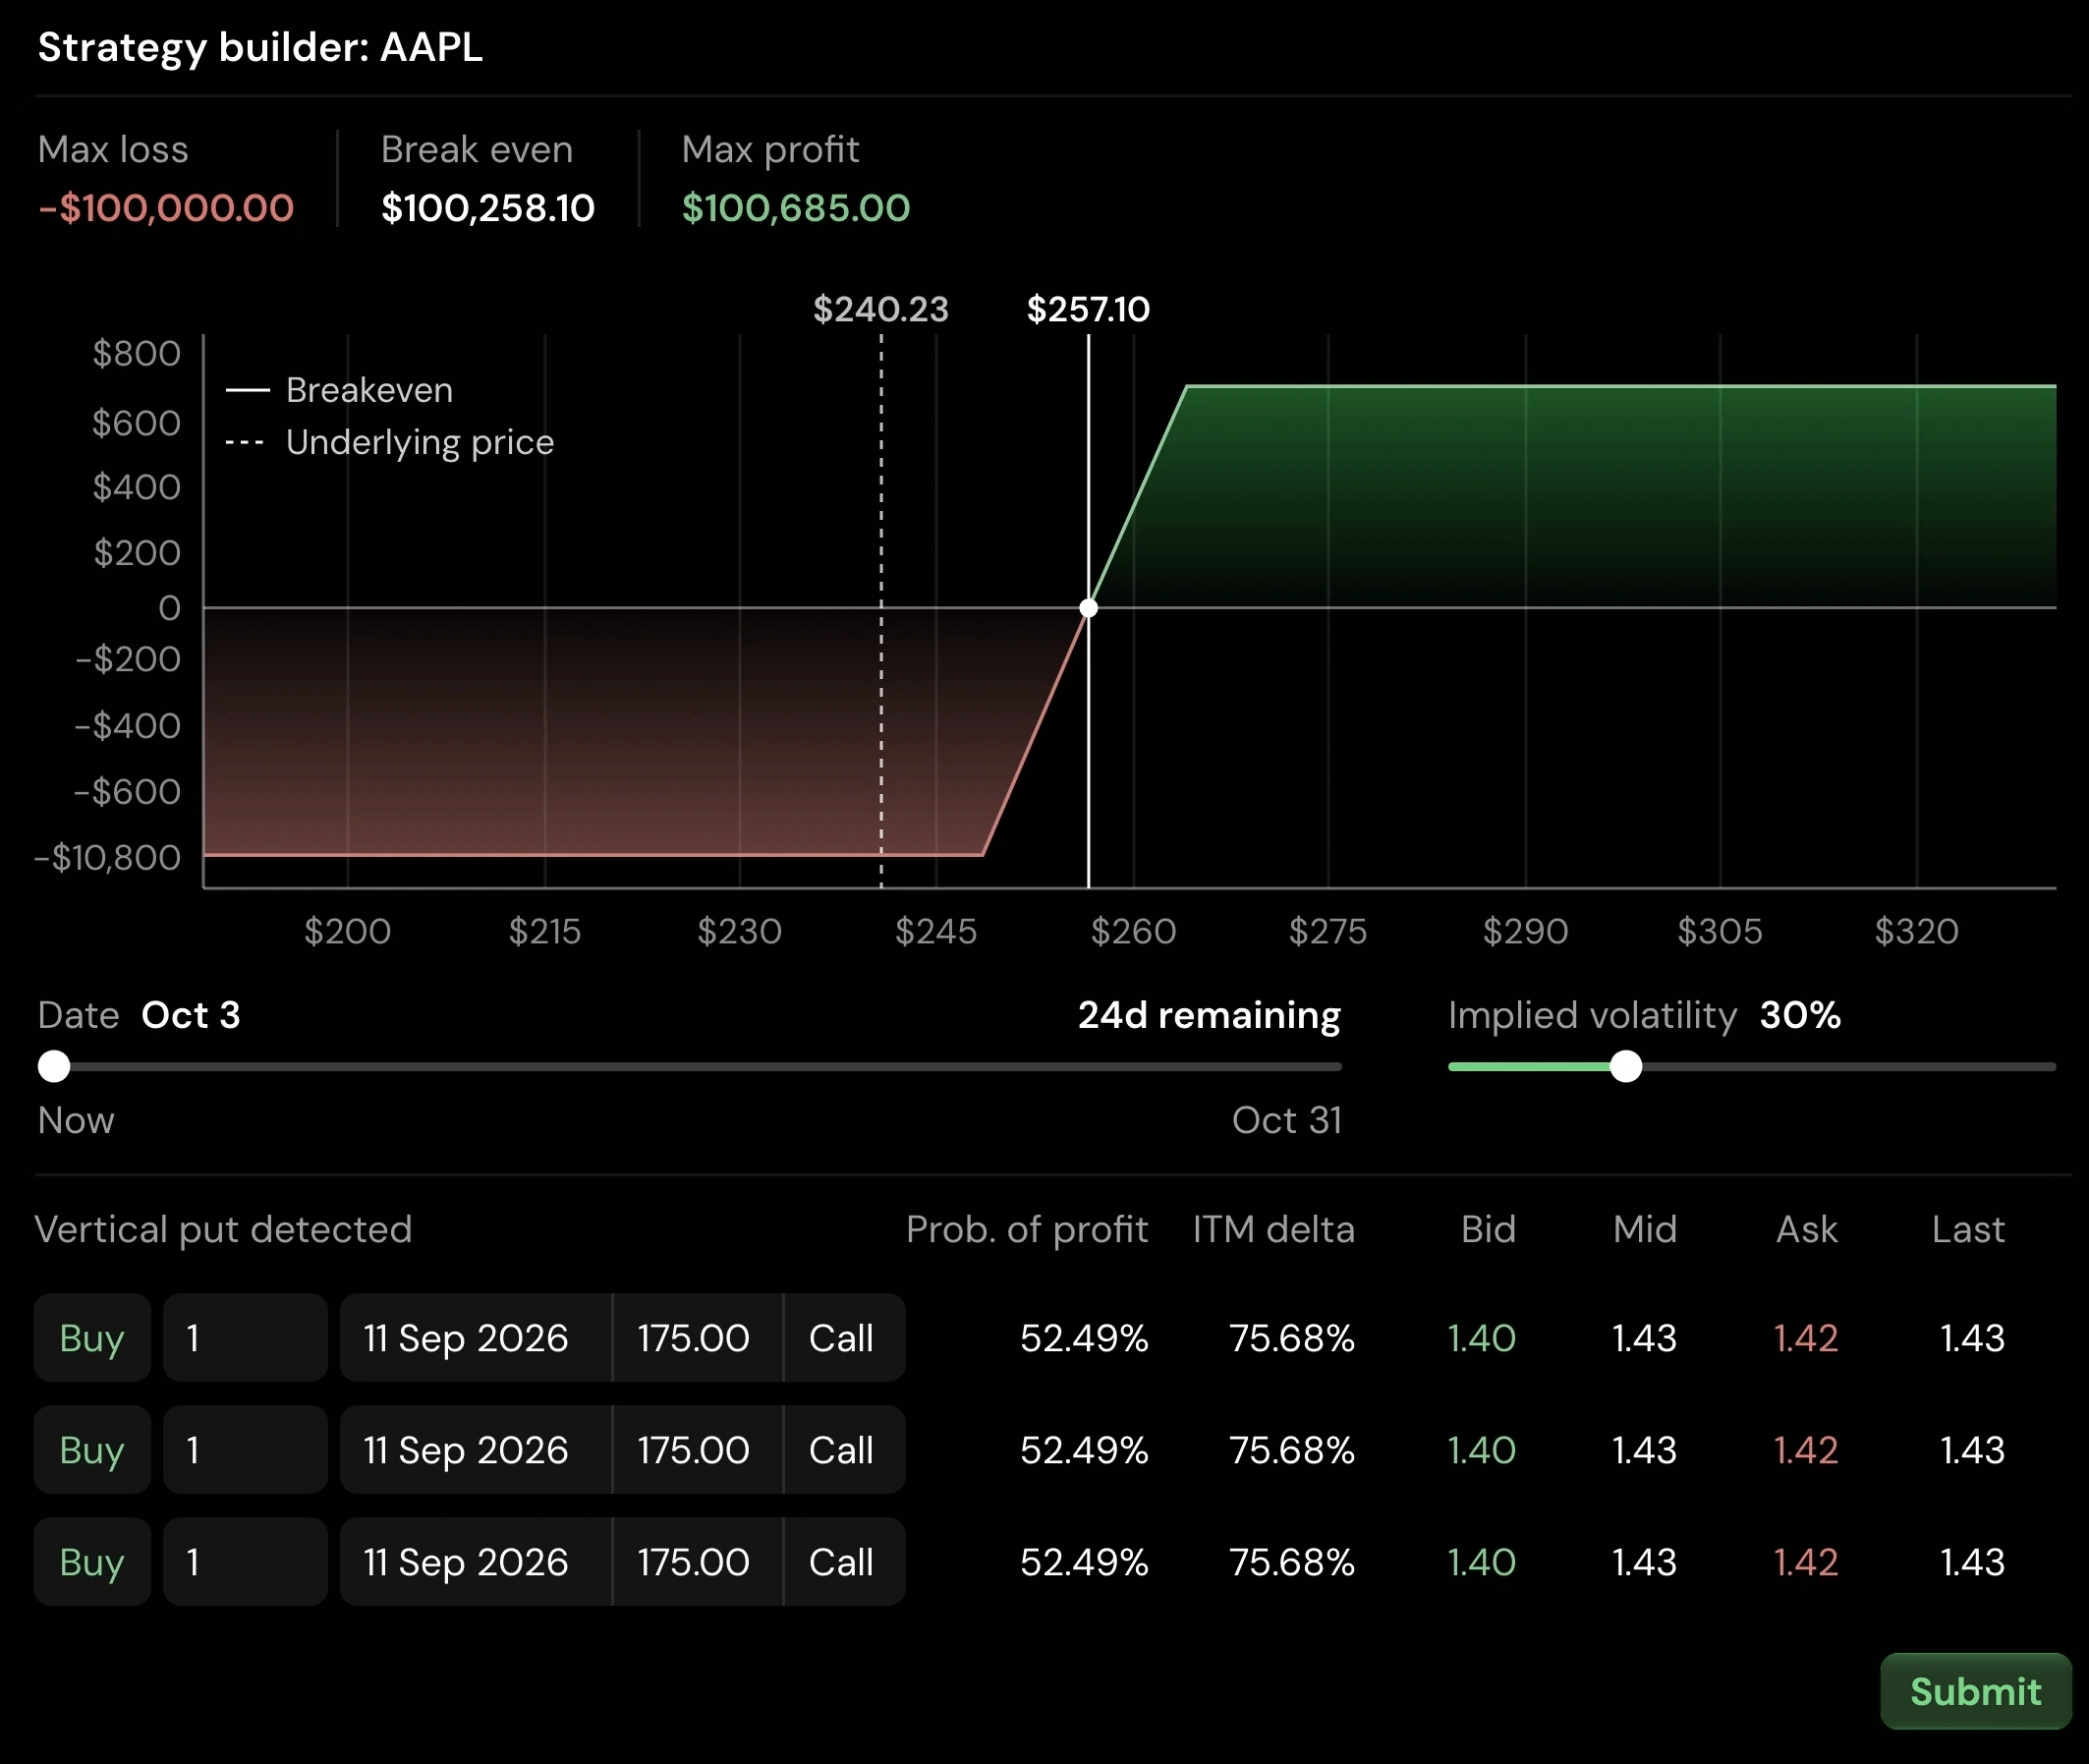 Strategy builder: AAPL
Max loss Break even Max profit
-$100,000.00 $100,258.10 $100,685.00
$240.23 $257.10
$800
Breakeven
$600
Underlying price
$400
$200
0
-$200
-$400
-$600
-$10,800
$200 $215 $230 $245 $260 $275 $290 $305 $320
Date Oct 3 24d remaining Implied volatility 30%
Now Oct 31
Vertical put detected Prob. of profit ITM delta Bid Mid Ask Last
Buy 1 11 Sep 2026 175.00 Call 52.49% 75.68% 1.40 1.43 1.42 1.43
Buy 1 11 Sep 2026 175.00 Call 52.49% 75.68% 1.40 1.43 1.42 1.43
Buy 1 11 Sep 2026 175.00 Call 52.49% 75.68% 1.40 1.43 1.42 1.43
Submit